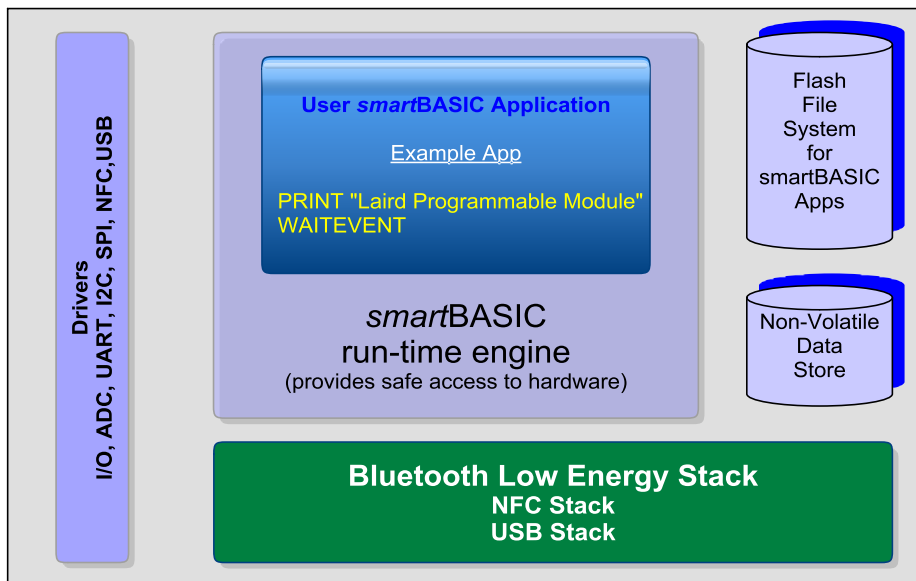 Drivers
I/O, ADC, UART, I2C, SPI, NFC,USB
User smartBASIC Application
Example App
PRINT "Laird Programmable Module"
WAITEVENT
smartBASIC
run-time engine
(provides safe access to hardware)
Flash
File
System
for
smartBASIC
Apps
Non-Volatile
Data
Store
Bluetooth Low Energy Stack
NFC Stack
USB Stack